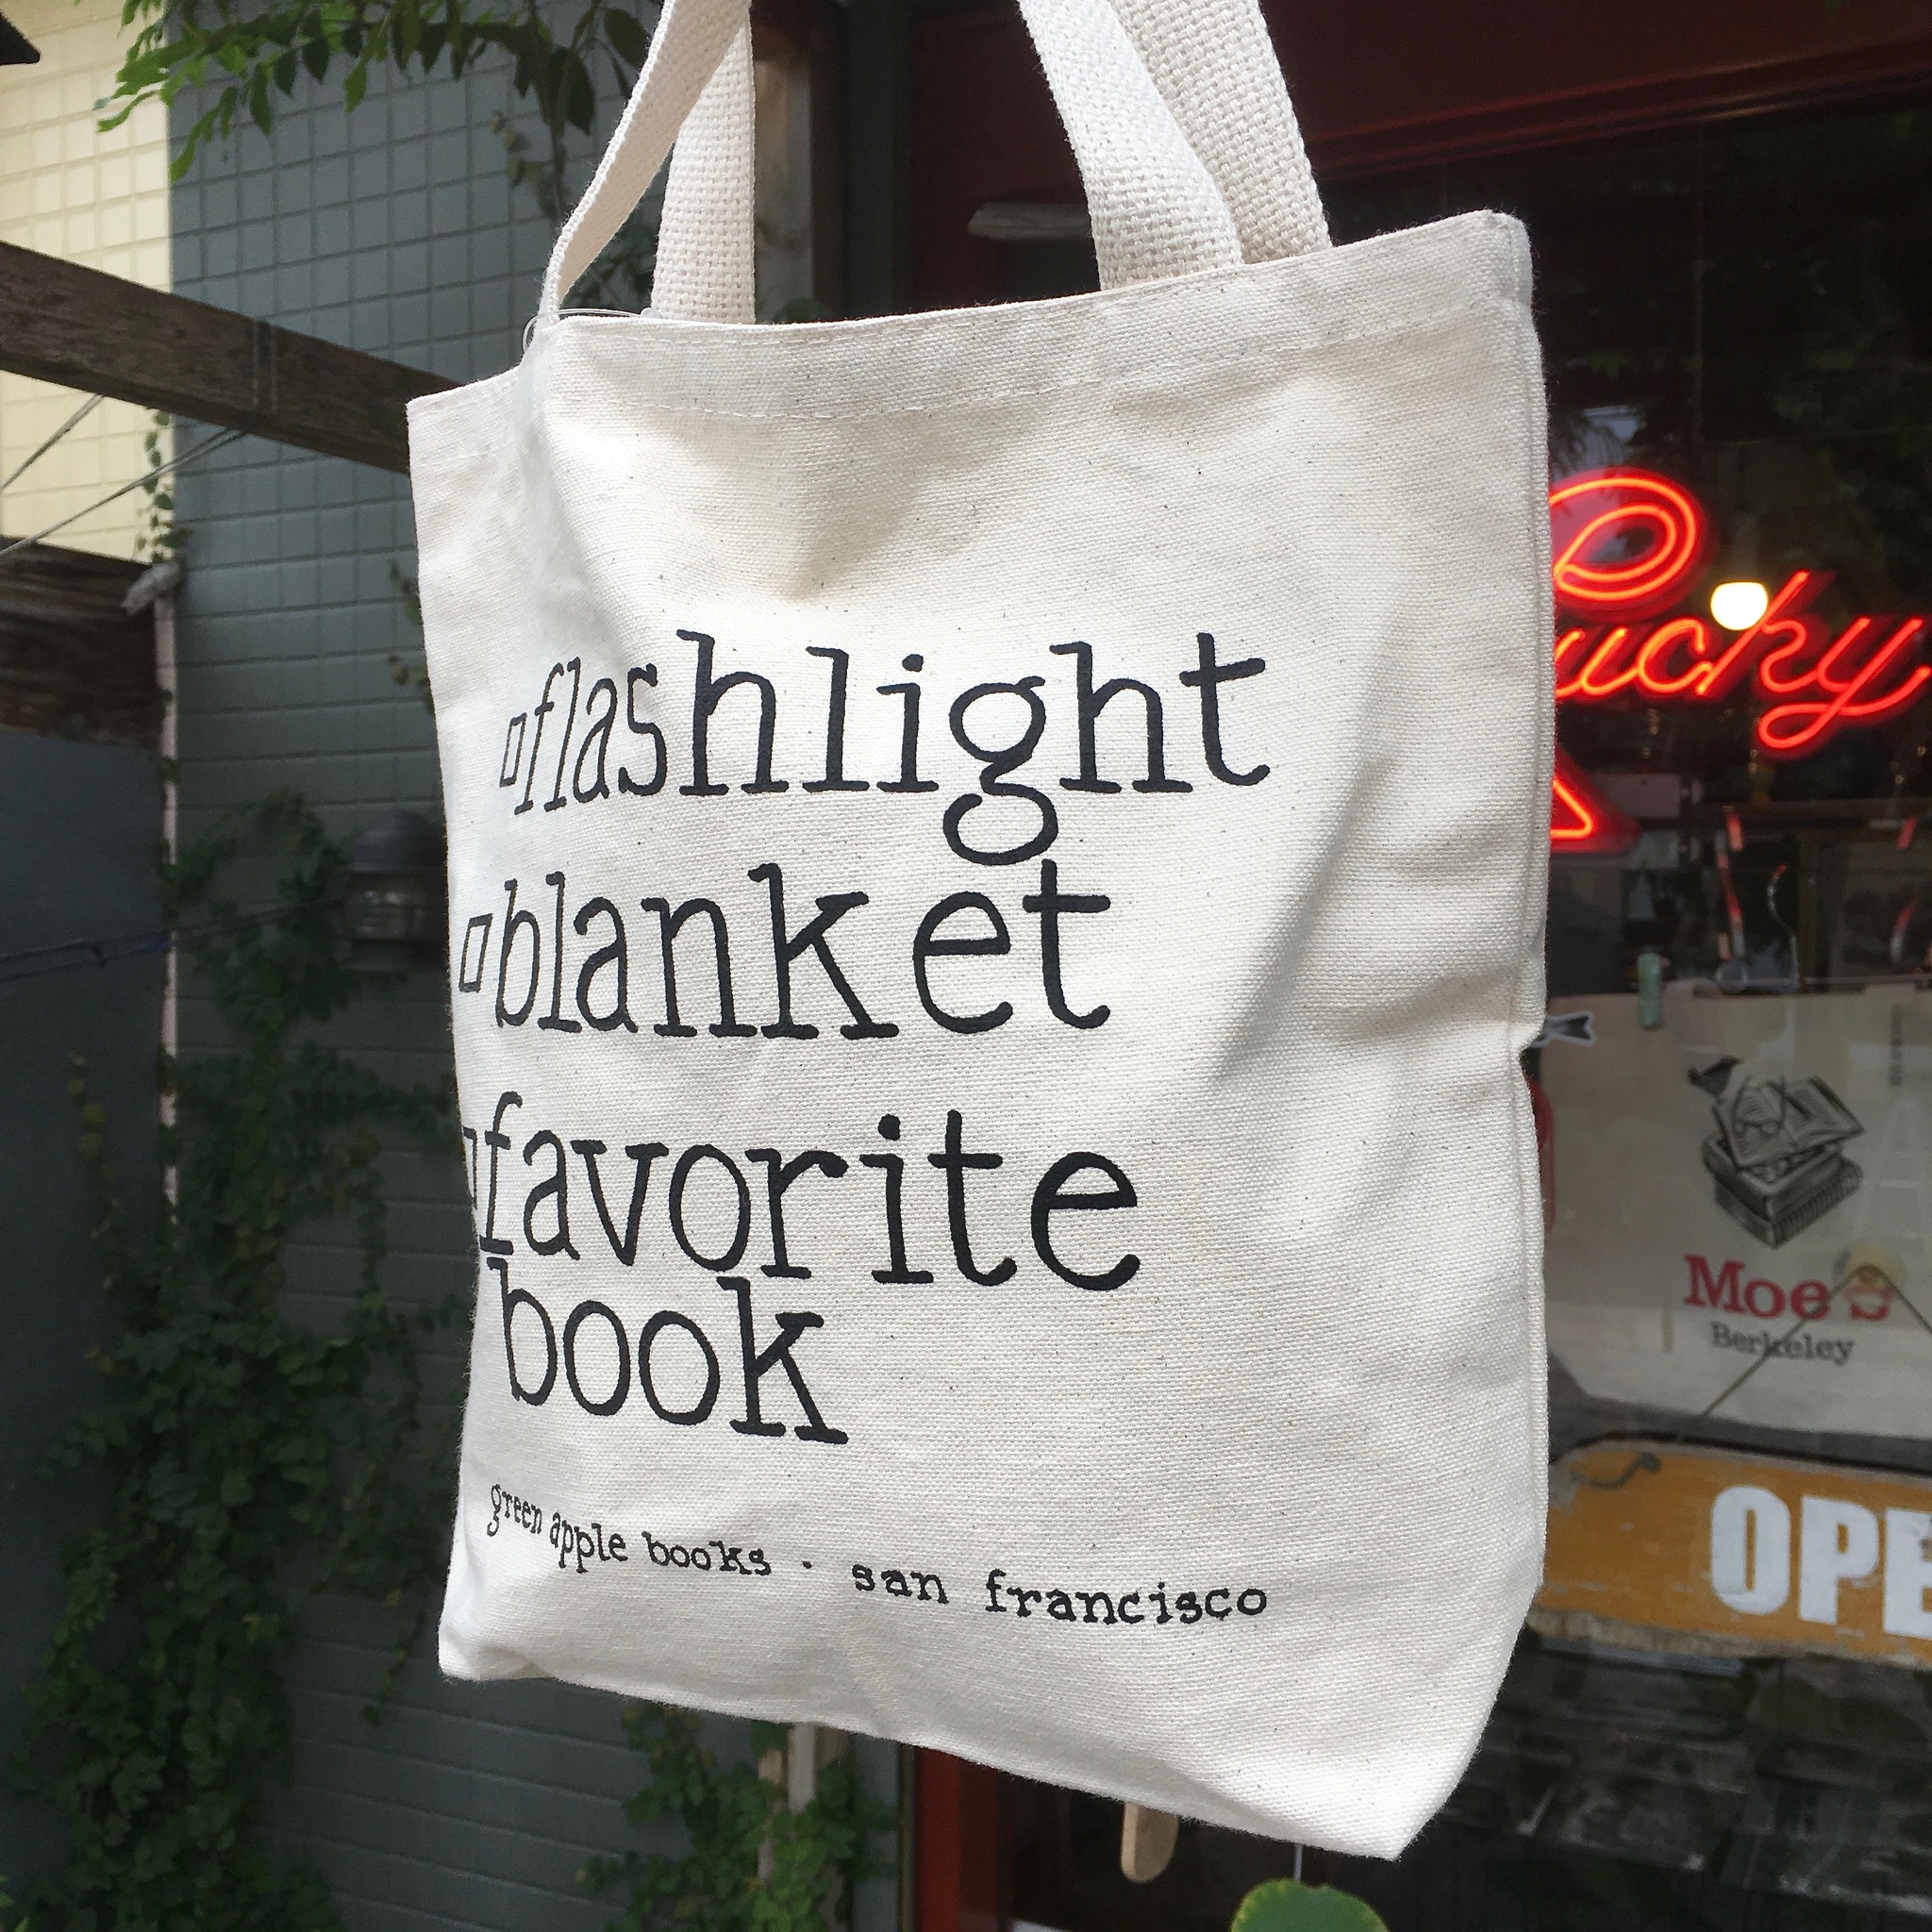 ▯flashlight
▯blanket
▯favorite
book
green apple books · san francisco
Lucky
Moe's
Berkeley
OPE